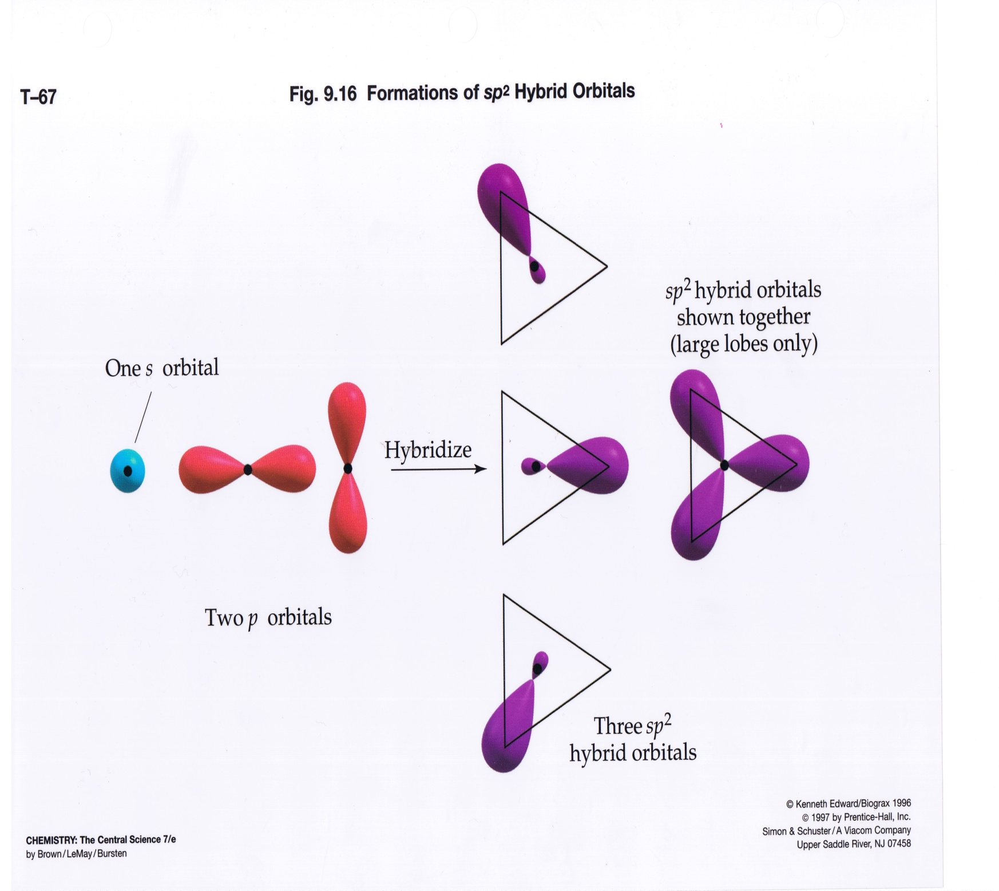 T–67
Fig. 9.16 Formations of sp2 Hybrid Orbitals
sp2 hybrid orbitals
shown together
(large lobes only)
One s orbital
Hybridize
Two p orbitals
Three sp2
hybrid orbitals
© Kenneth Edward/Biograx 1996
© 1997 by Prentice-Hall, Inc.
Simon & Schuster/A Viacom Company
Upper Saddle River, NJ 07458
CHEMISTRY: The Central Science 7/e
by Brown/LeMay/Bursten